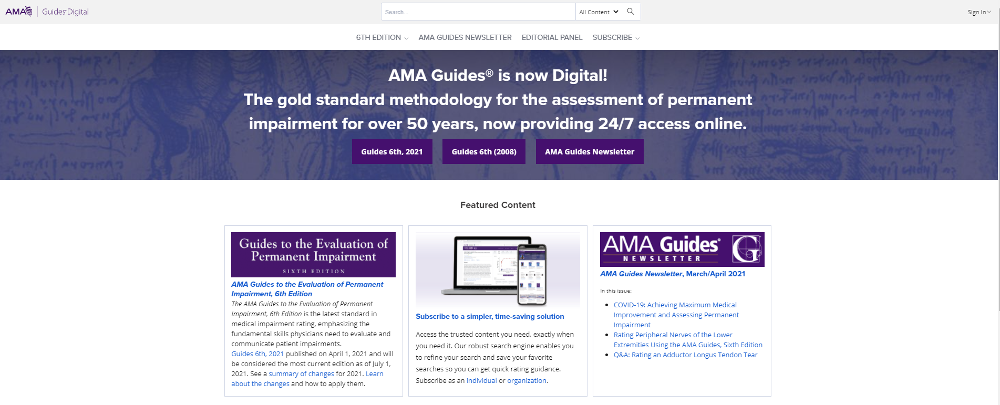 AMA Guides® Digital
Search...
All Content
Sign In
6TH EDITION
AMA GUIDES NEWSLETTER
EDITORIAL PANEL
SUBSCRIBE
AMA Guides® is now Digital!
The gold standard methodology for the assessment of permanent
impairment for over 50 years, now providing 24/7 access online.
Guides 6th, 2021
Guides 6th (2008)
AMA Guides Newsletter
Featured Content
Guides to the Evaluation of
Permanent Impairment
SIXTH EDITION
AMA Guides to the Evaluation of Permanent
Impairment, 6th Edition
The AMA Guides to the Evaluation of Permanent
Impairment, 6th Edition is the latest standard in
medical impairment rating, emphasizing the
fundamental skills physicians need to evaluate and
communicate patient impairments.
Guides 6th, 2021 published on April 1, 2021 and will
be considered the most current edition as of July 1,
2021. See a summary of changes for 2021. Learn
about the changes and how to apply them.
Subscribe to a simpler, time-saving solution
Access the trusted content you need, exactly when
you need it. Our robust search engine enables you
to refine your search and save your favorite
searches so you can get quick rating guidance.
Subscribe as an individual or organization.
AMA Guides®
NEWSLETTER
G
AMA Guides Newsletter, March/April 2021
In this issue:
COVID-19: Achieving Maximum Medical
Improvement and Assessing Permanent
Impairment
Rating Peripheral Nerves of the Lower
Extremities Using the AMA Guides, Sixth Edition
Q&A: Rating an Adductor Longus Tendon Tear